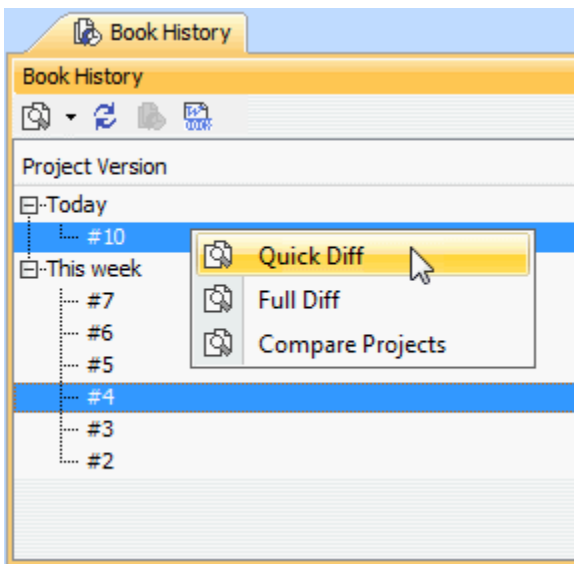 Book History
Book History
Project Version
Today
#10
Quick Diff
This week
#7
Full Diff
#6
Compare Projects
#5
#4
#3
#2